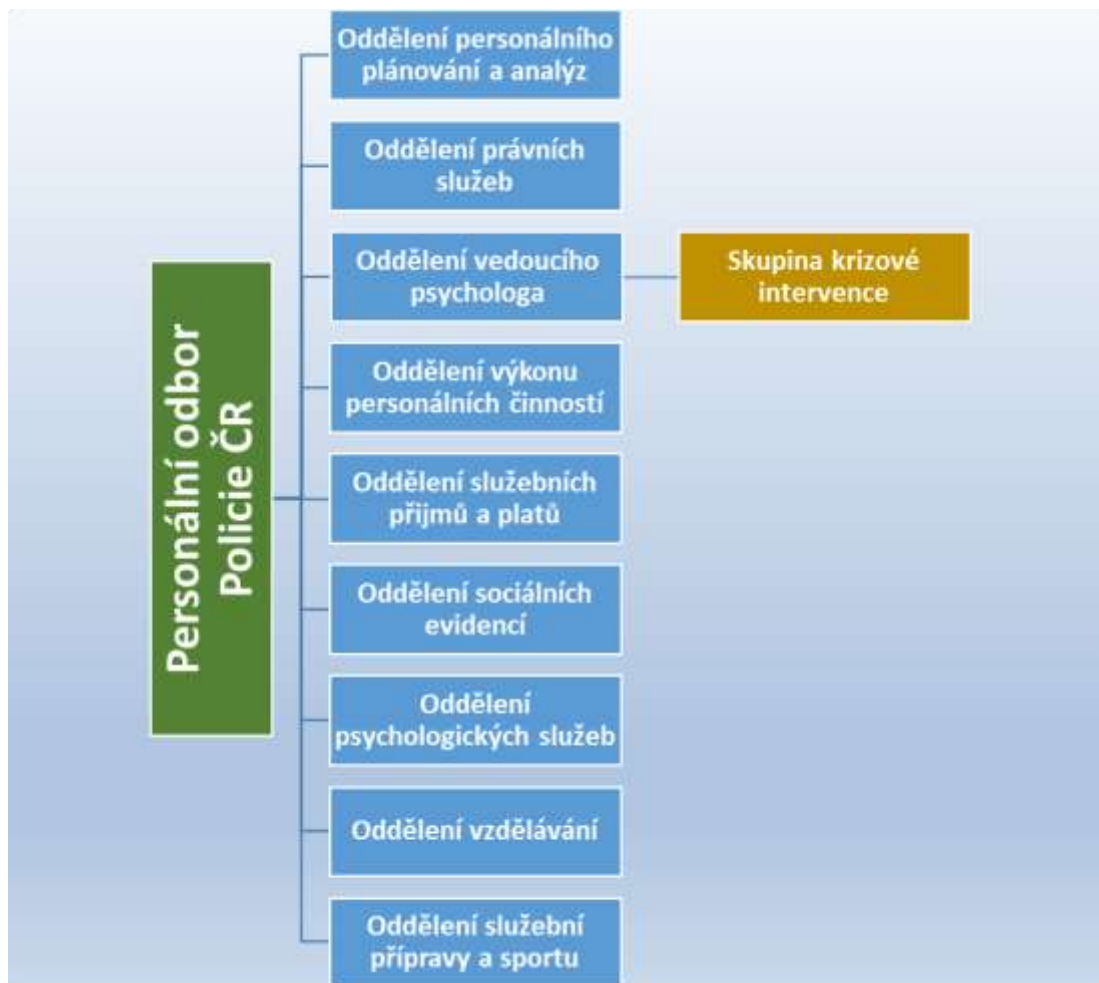 Oddělení personálního
plánování a analýz
Oddělení právních
služeb
Oddělení vedoucího
psychologa
Skupina krizové
intervence
Personální odbor
Policie ČR
Oddělení výkonu
personálních činností
Oddělení služebních
přijmů a platů
Oddělení sociálních
evidencí
Oddělení
psychologických služeb
Oddělení vzdělávání
Oddělení služební
přípravy a sportu